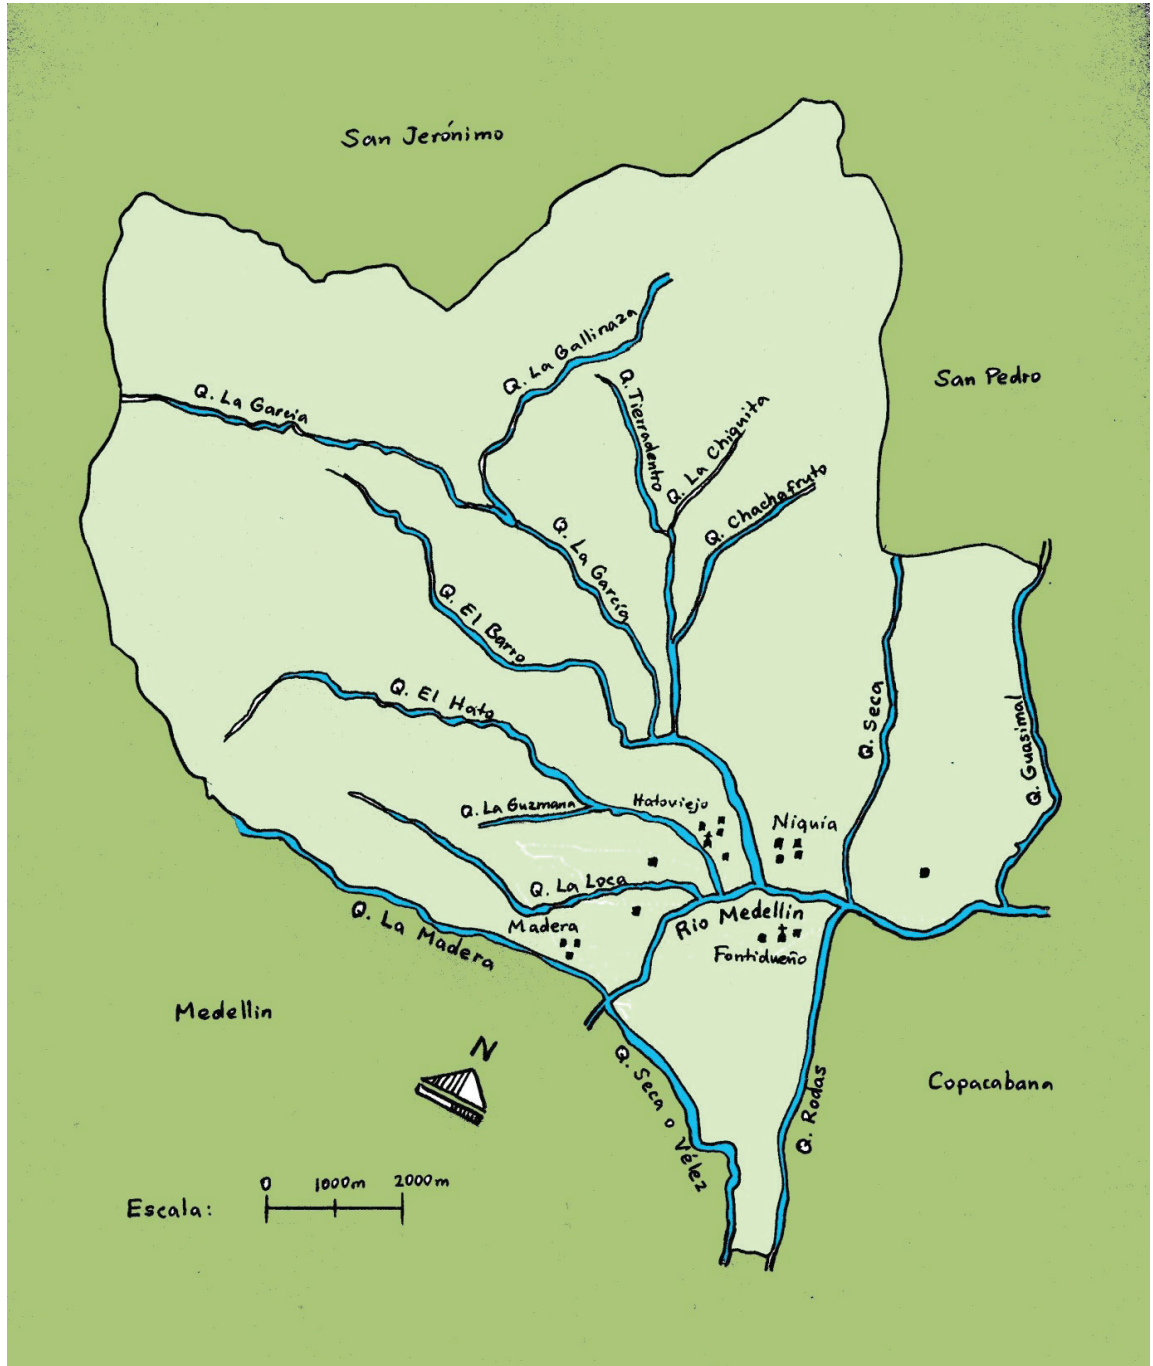 San Jerónimo
San Pedro
Q. La Gallinaza
Q. Tierradentro
Q. La García
Q. La Chiquita
Q. Chachafruto
Q. La García
Q. El Barro
Q. El Hato
Q. Seca
Q. Guasimal
Q. La Guzmana
Hatoviejo
Niquía
Q. La Loca
Río Medellín
Madera
Fontidueño
Q. La Madera
Medellín
N
Q. Seca o Vélez
Q. Rodas
Copacabana
0 1000m 2000m
Escala: